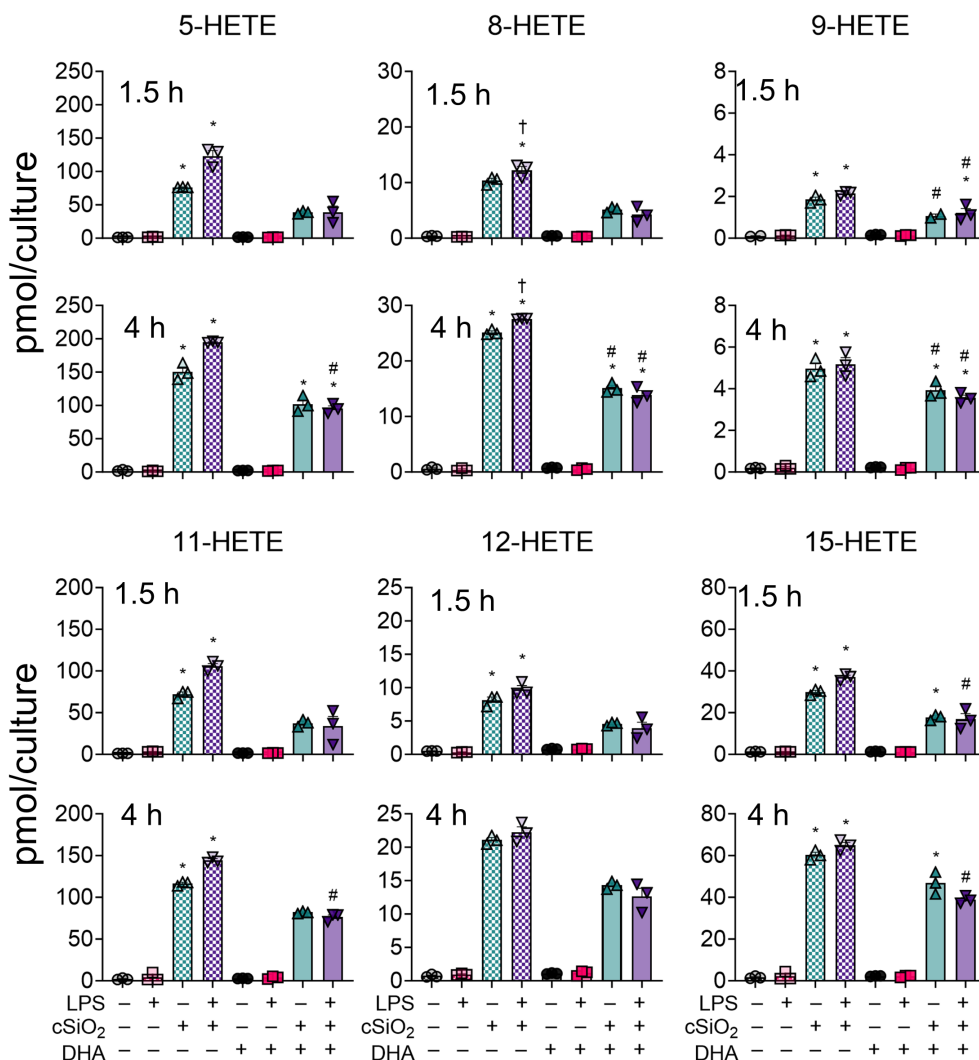 5-HETE 8-HETE 9-HETE
pmol/culture
250 200 150 100 50 0
1.5 h
* *
30 20 10 0
1.5 h
† *
8 6 4 2 0
1.5 h
* * # # *
pmol/culture
250 200 150 100 50 0
4 h
* * * # *
30 20 10 0
4 h
* † * # * # *
8 6 4 2 0
4 h
* * # * # *
11-HETE 12-HETE 15-HETE
pmol/culture
200 150 100 50 0
1.5 h
* *
25 20 15 10 5 0
1.5 h
* *
80 60 40 20 0
1.5 h
* * * #
200 150 100 50 0
4 h
* * #
25 20 15 10 5 0
4 h
80 60 40 20 0
4 h
* * * #
LPS – + – + – + – + LPS – + – + – + – + LPS – + – + – + – +
cSiO₂ – – + + – – + + cSiO₂ – – + + – – + + cSiO₂ – – + + – – + +
DHA – – – – + + + + DHA – – – – + + + + DHA – – – – + + + +